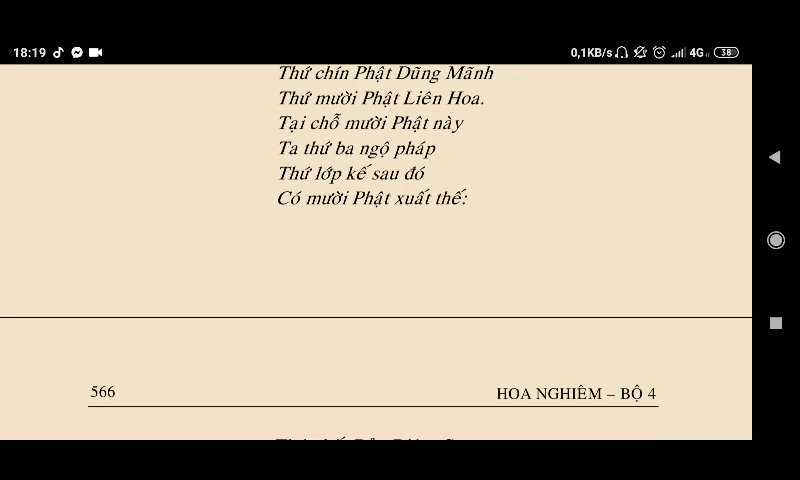 18:19
0,1KB/s 4G 38
Thứ chín Phật Dũng Mãnh
Thứ mười Phật Liên Hoa.
Tại chỗ mười Phật này
Ta thứ ba ngộ pháp
Thứ lớp kế sau đó
Có mười Phật xuất thế:
566 HOA NGHIÊM – BỘ 4